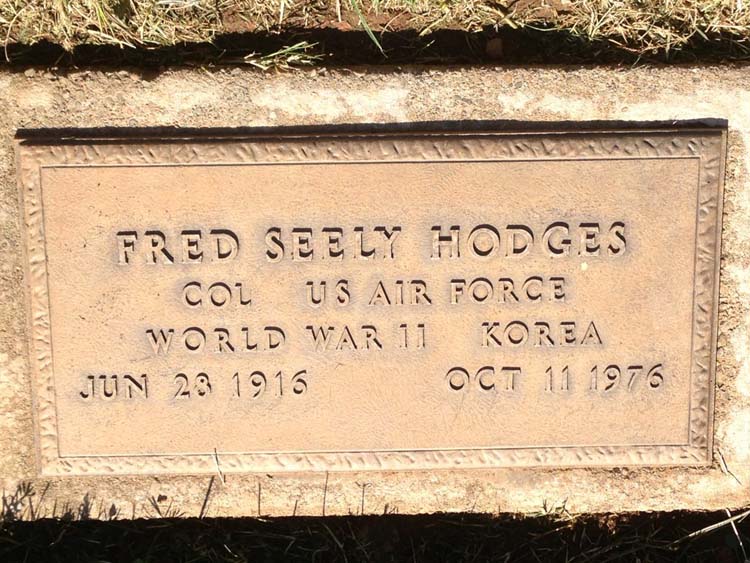 FRED SEELY HODGES
COL US AIR FORCE
WORLD WAR II KOREA
JUN 28 1916 OCT 11 1976